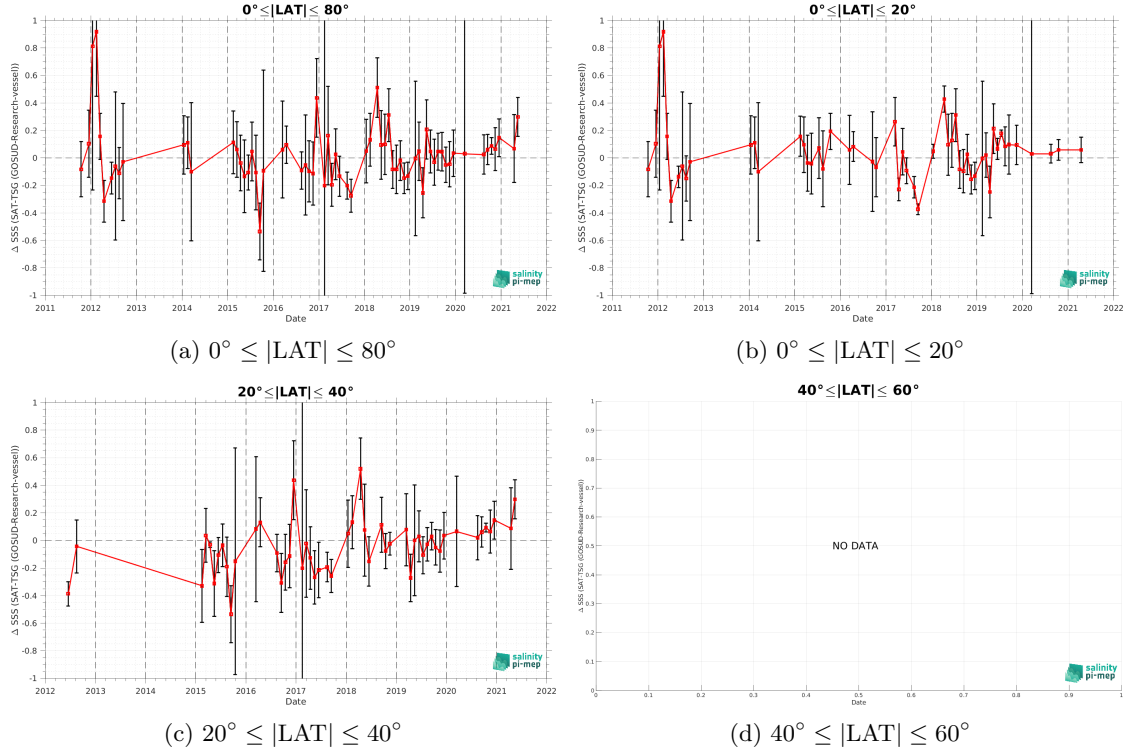 0°≤|LAT|≤ 80°
Δ SSS (SAT-TSG (GOSUD-Research-vessel))
1
0.8
0.6
0.4
0.2
0
-0.2
-0.4
-0.6
-0.8
-1
2011 2012 2013 2014 2015 2016 2017 2018 2019 2020 2021 2022
Date
salinity
pi-mep
(a) 0° ≤ |LAT| ≤ 80°
0°≤|LAT|≤ 20°
Δ SSS (SAT-TSG (GOSUD-Research-vessel))
1
0.8
0.6
0.4
0.2
0
-0.2
-0.4
-0.6
-0.8
-1
2011 2012 2013 2014 2015 2016 2017 2018 2019 2020 2021 2022
Date
salinity
pi-mep
(b) 0° ≤ |LAT| ≤ 20°
20°≤|LAT|≤ 40°
Δ SSS (SAT-TSG (GOSUD-Research-vessel))
1
0.8
0.6
0.4
0.2
0
-0.2
-0.4
-0.6
-0.8
-1
2012 2013 2014 2015 2016 2017 2018 2019 2020 2021 2022
Date
salinity
pi-mep
(c) 20° ≤ |LAT| ≤ 40°
40°≤|LAT|≤ 60°
Δ SSS (SAT-TSG (GOSUD-Research-vessel))
1
0.9
0.8
0.7
0.6
0.5
0.4
0.3
0.2
0.1
0
NO DATA
0 0.1 0.2 0.3 0.4 0.5 0.6 0.7 0.8 0.9 1
Date
salinity
pi-mep
(d) 40° ≤ |LAT| ≤ 60°